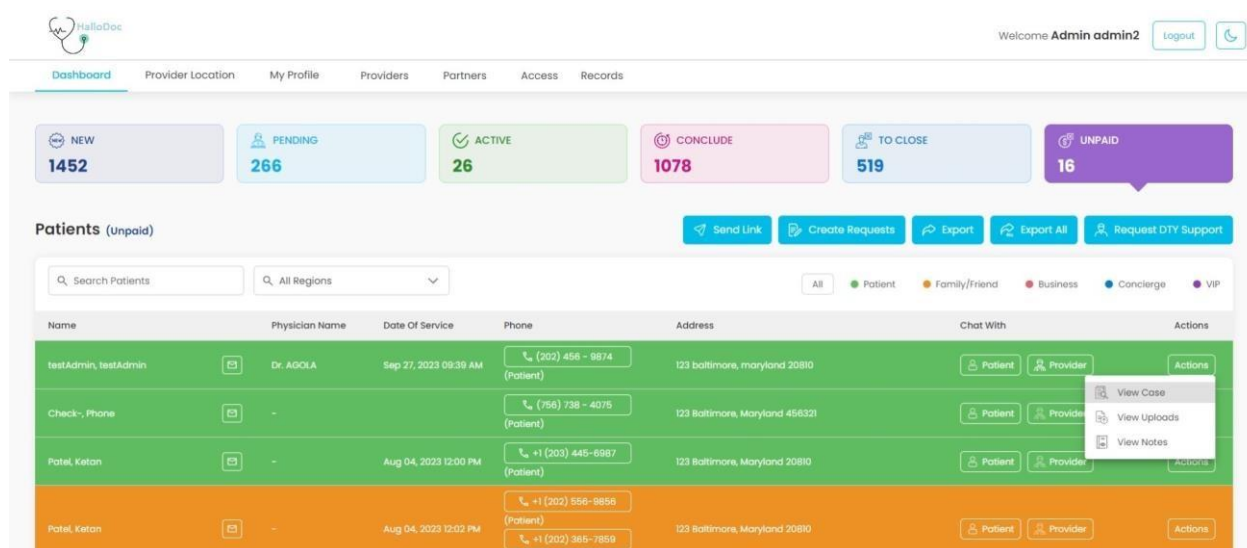 HalloDoc
Welcome Admin admin2 Logout
Dashboard Provider Location My Profile Providers Partners Access Records
NEW PENDING ACTIVE CONCLUDE TO CLOSE UNPAID
1452 266 26 1078 519 16
Patients (Unpaid) Send Link Create Requests Export Export All Request DTY Support
Search Patients All Regions All Patient Family/Friend Business Concierge VIP
Name Physician Name Date Of Service Phone Address Chat With Actions
testAdmin, testAdmin Dr. AGOLA Sep 27, 2023 09:39 AM (202) 456 - 9874 123 baltimore, maryland 20810 Patient Provider Actions
(Patient)
View Case
Check-, Phone - (756) 738 - 4075 123 Baltimore, Maryland 456321 Patient Provider
(Patient)
View Uploads
View Notes
Patel, Ketan - Aug 04, 2023 12:00 PM +1 (203) 445-6987 123 Baltimore, Maryland 20810 Patient Provider Actions
(Patient)
+1 (202) 556-9856
(Patient)
Patel, Ketan - Aug 04, 2023 12:02 PM 123 Baltimore, Maryland 20810 Patient Provider Actions
+1 (202) 365-7859